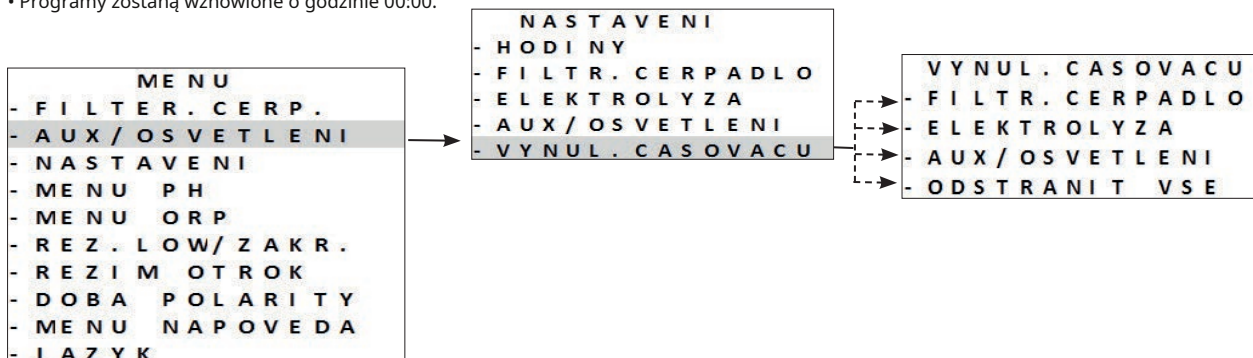 • Programy zostaną wznowione o godzinie 00:00.
MENU
- FILTER. CERP.
- AUX/OSVETLENI
- NASTAVENI
- MENU PH
- MENU ORP
- REZ. LOW/ZAKR.
- REZIM OTROK
- DOBA POLARITY
- MENU NAPOVEDA
- JAZYK
NASTAVENI
- HODINY
- FILTR. CERPADLO
- ELEKTROLYZA
- AUX/OSVETLENI
- VYNUL. CASOVACU
VYNUL. CASOVACU
- FILTR. CERPADLO
- ELEKTROLYZA
- AUX/OSVETLENI
- ODSTRANIT VSE